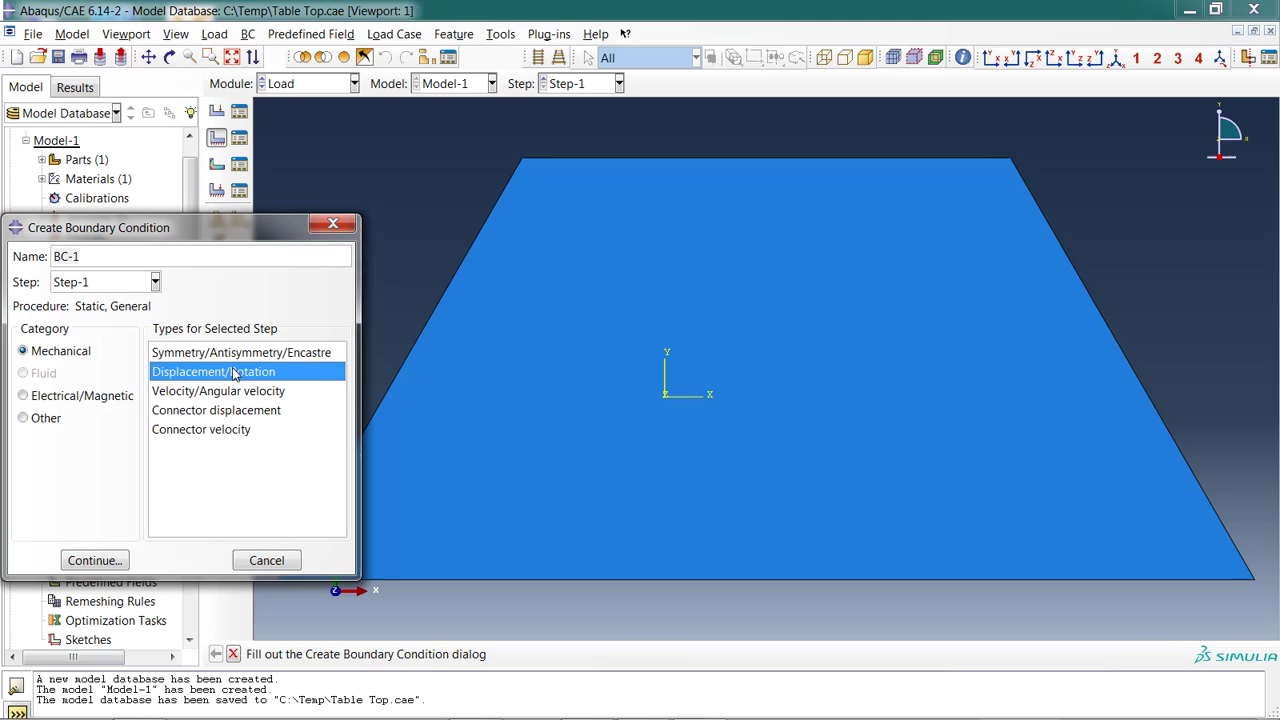 Abaqus/CAE 6.14-2 - Model Database: C:\Temp\Table Top.cae [Viewport: 1]
File Model Viewport View Load BC Predefined Field Load Case Feature Tools Plug-ins Help
All
1 2 3 4
Model Results Module: Load Model: Model-1 Step: Step-1
Model Database
Model-1
Parts (1)
Materials (1)
Calibrations
Create Boundary Condition
Name: BC-1
Step: Step-1
Procedure: Static, General
Category Types for Selected Step
Mechanical
Fluid
Electrical/Magnetic
Other
Symmetry/Antisymmetry/Encastre
Displacement/Rotation
Velocity/Angular velocity
Connector displacement
Connector velocity
Continue... Cancel
Predefined Fields
Remeshing Rules
Optimization Tasks
Sketches
Y
X
Y
X
Z
X
Fill out the Create Boundary Condition dialog
SIMULIA
A new model database has been created.
The model "Model-1" has been created.
The model database has been saved to "C:\Temp\Table Top.cae".
>>>